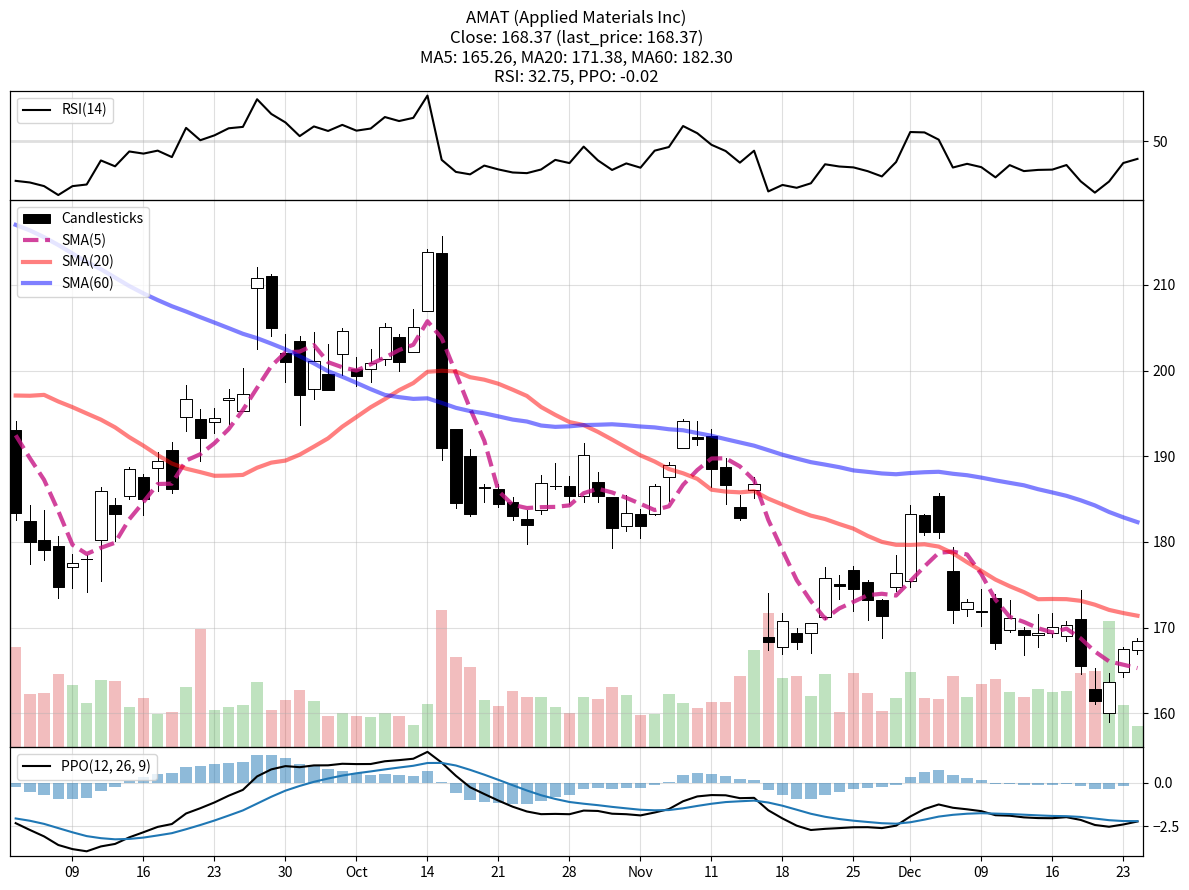 AMAT (Applied Materials Inc)
Close: 168.37 (last_price: 168.37)
MA5: 165.26, MA20: 171.38, MA60: 182.30
RSI: 32.75, PPO: -0.02
RSI(14)
50
Candlesticks
SMA(5)
SMA(20)
SMA(60)
210
200
190
180
170
160
PPO(12, 26, 9)
0.0
−2.5
09 16 23 30 Oct 14 21 28 Nov 11 18 25 Dec 09 16 23